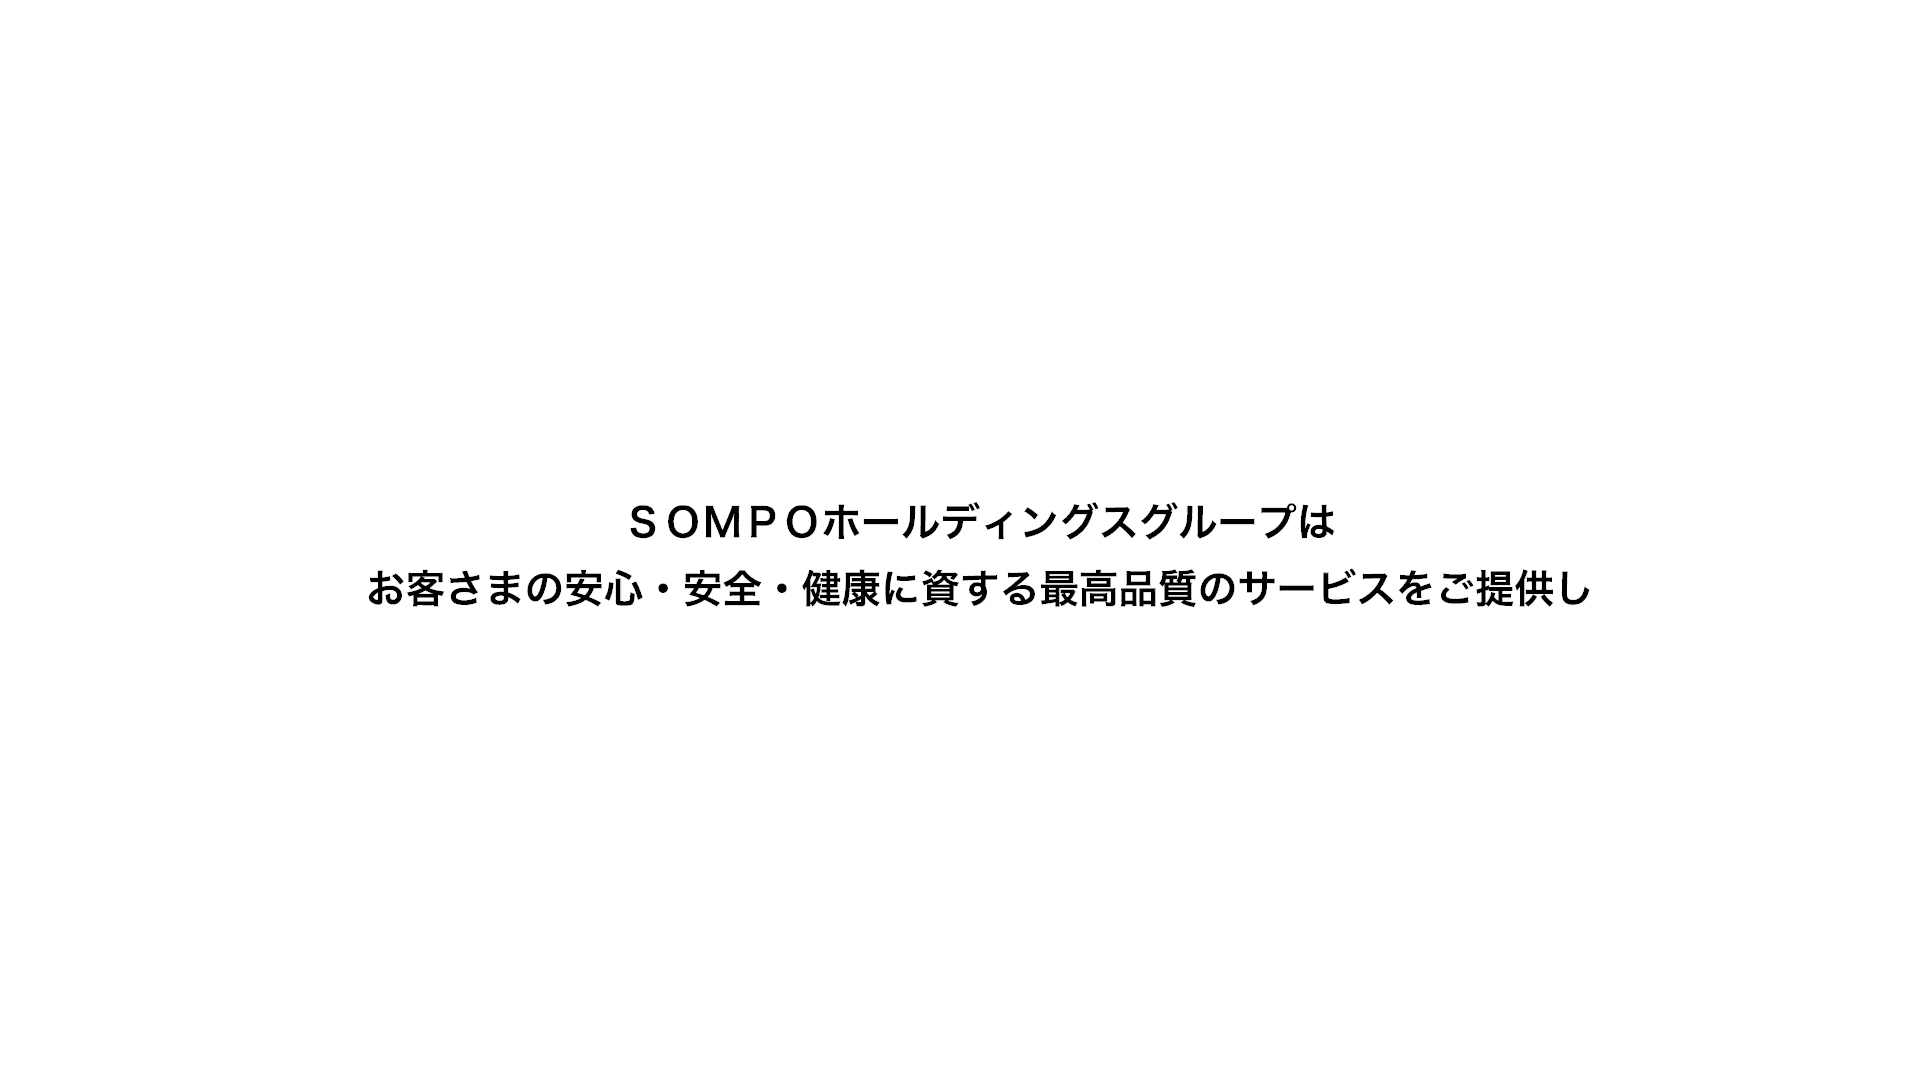 ＳＯＭＰＯホールディングスグループは
お客さまの安心・安全・健康に資する最高品質のサービスをご提供し